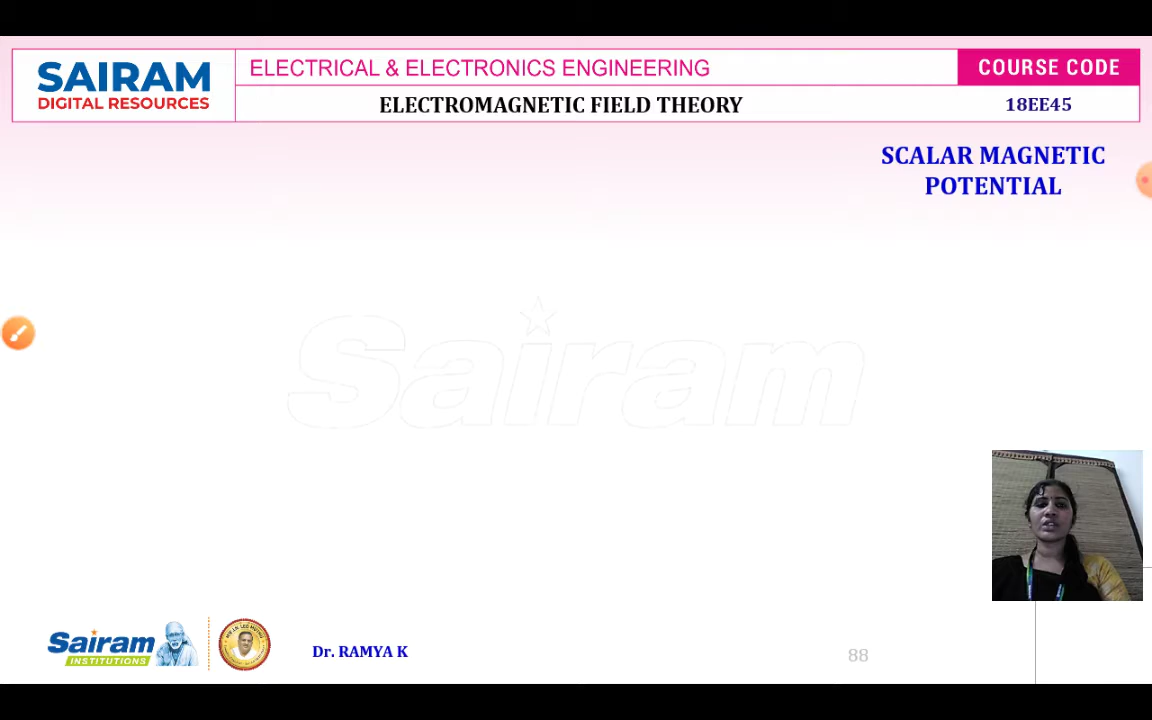 SAIRAM
DIGITAL RESOURCES
ELECTRICAL & ELECTRONICS ENGINEERING
COURSE CODE
ELECTROMAGNETIC FIELD THEORY
18EE45
SCALAR MAGNETIC
POTENTIAL
Sairam
Sairam
INSTITUTIONS
Dr. RAMYA K
88